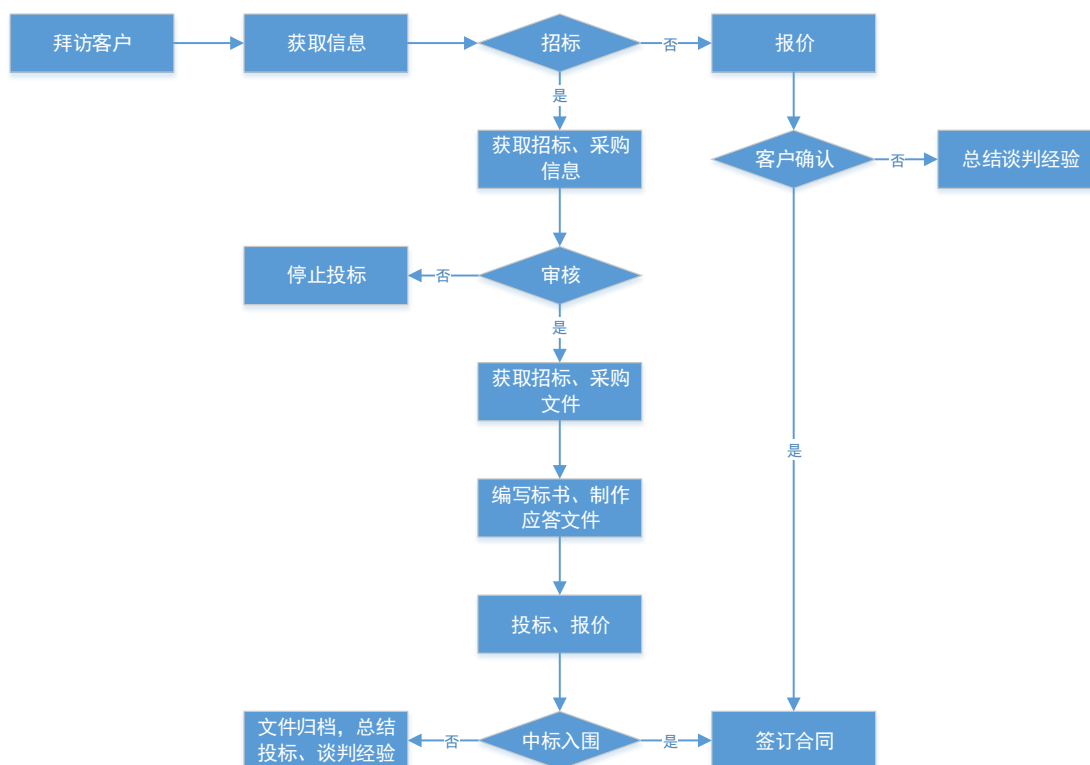 拜访客户
获取信息
招标
否
报价
是
获取招标、采购
信息
客户确认
否
总结谈判经验
停止投标
否
审核
是
获取招标、采购
文件
是
编写标书、制作
应答文件
投标、报价
文件归档，总结
投标、谈判经验
否
中标入围
是
签订合同